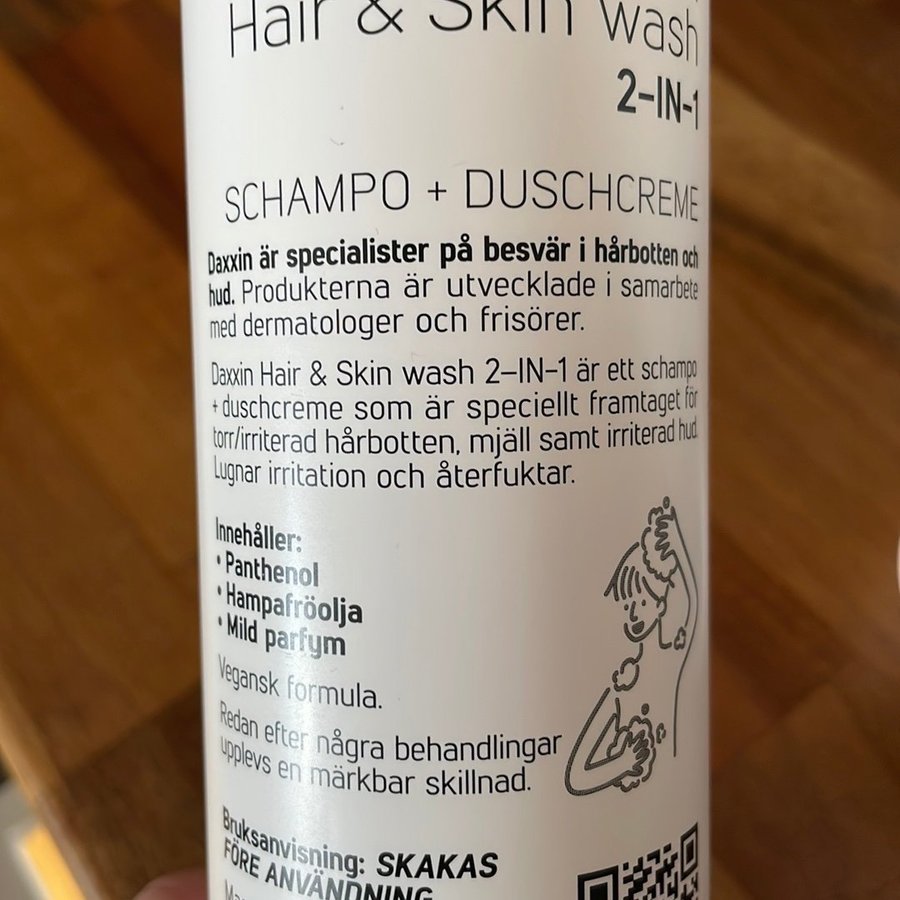 Hair & Skin wash
2-IN-1
SCHAMPO + DUSCHCREME
Daxxin är specialister på besvär i hårbotten och
hud. Produkterna är utvecklade i samarbete
med dermatologer och frisörer.
Daxxin Hair & Skin wash 2-IN-1 är ett schampo
+ duschcreme som är speciellt framtaget för
torr/irriterad hårbotten, mjäll samt irriterad hud.
Lugnar irritation och återfuktar.
Innehåller:
• Panthenol
• Hampafröolja
• Mild parfym
Vegansk formula.
Redan efter några behandlingar
upplevs en märkbar skillnad.
Bruksanvisning: SKAKAS
FÖRE ANVÄNDNING